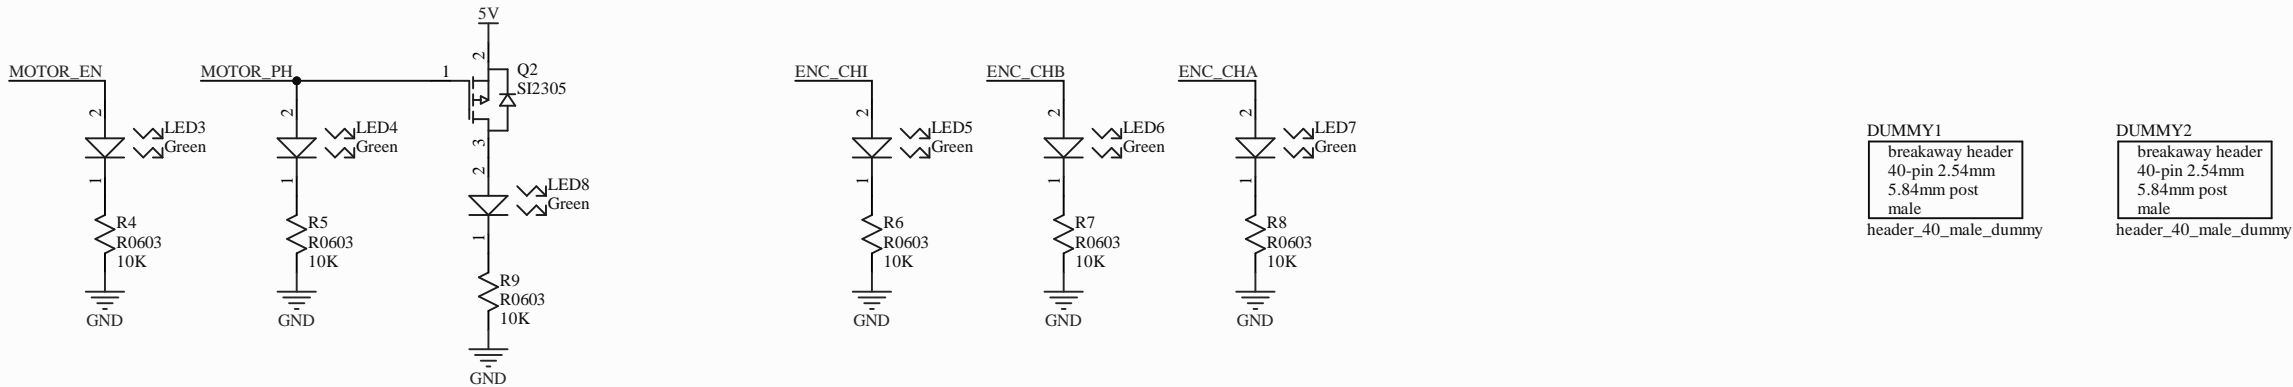 5V
2
MOTOR_EN
MOTOR_PH
1
Q2
SI2305
ENC_CHI
ENC_CHB
ENC_CHA
2
LED3
Green
1
R4
R0603
10K
GND
2
LED4
Green
1
R5
R0603
10K
GND
3
2
LED8
Green
1
R9
R0603
10K
GND
2
LED5
Green
1
R6
R0603
10K
GND
2
LED6
Green
1
R7
R0603
10K
GND
2
LED7
Green
1
R8
R0603
10K
GND
DUMMY1
breakaway header
40-pin 2.54mm
5.84mm post
male
header_40_male_dummy
DUMMY2
breakaway header
40-pin 2.54mm
5.84mm post
male
header_40_male_dummy